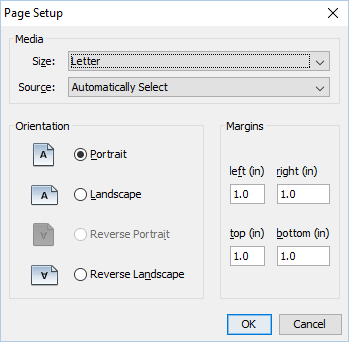 Page Setup
Media
Size: Letter
Source: Automatically Select
Orientation
A Portrait
A Landscape
A Reverse Portrait
A Reverse Landscape
Margins
left (in) right (in)
1.0 1.0
top (in) bottom (in)
1.0 1.0
OK Cancel